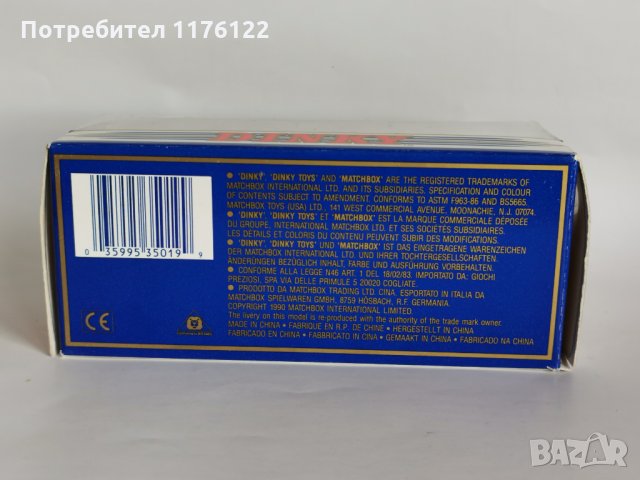 Потребител 1176122
DINKY
• 'DINKY', 'DINKY TOYS' AND 'MATCHBOX' ARE THE REGISTERED TRADEMARKS OF
MATCHBOX INTERNATIONAL LTD. AND ITS SUBSIDIARIES. SPECIFICATION AND COLOUR
OF CONTENTS SUBJECT TO AMENDMENT. CONFORMS TO ASTM F963-86 AND BS5665.
MATCHBOX TOYS (USA) LTD., 141 WEST COMMERCIAL AVENUE, MOONACHIE, N.J. 07074.
• 'DINKY', 'DINKY TOYS' ET 'MATCHBOX' EST LA MARQUE COMMERCIALE DÉPOSÉE
DU GROUPE. INTERNATIONAL MATCHBOX LTD. ET SES SOCIÉTÉS SUBSIDIAIRES.
LES DÉTAILS ET COLORIS DU CONTENU PEUVENT SUBIR DES MODIFICATIONS.
• 'DINKY', 'DINKY TOYS' UND 'MATCHBOX' IST DAS EINGETRAGENE WARENZEICHEN
DER MATCHBOX INTERNATIONAL LTD. UND IHRER TOCHTERGESELLSCHAFTEN.
ÄNDERUNGEN BEZÜGLICH INHALT, FARBE UND AUSFÜHRUNG VORBEHALTEN.
• CONFORME ALLA LEGGE N46 ART. 1 DEL 18/02/83. IMPORTATO DA: GIOCHI
PREZIOSI, SPA VIA DELLE PRIMULE 5 20020 COGLIATE.
• PRODOTTO DA MATCHBOX TRADING LTD. CINA. ESPORTATO IN ITALIA DA
MATCHBOX SPIELWAREN GMBH, 8759 HÖSBACH, R.F. GERMANIA
COPYRIGHT 1990 MATCHBOX INTERNATIONAL LIMITED.
The livery on this model is re-produced with the authority of the trade mark owner.
MADE IN CHINA • FABRIQUE EN R.P. DE CHINE • HERGESTELLT IN CHINA
FABRICADO EN CHINA • FABBRICATO IN CINA • GEMAAKT IN CHINA • FABRICADO NA CHINA
0 35995 35019 9
CE
BAZAR